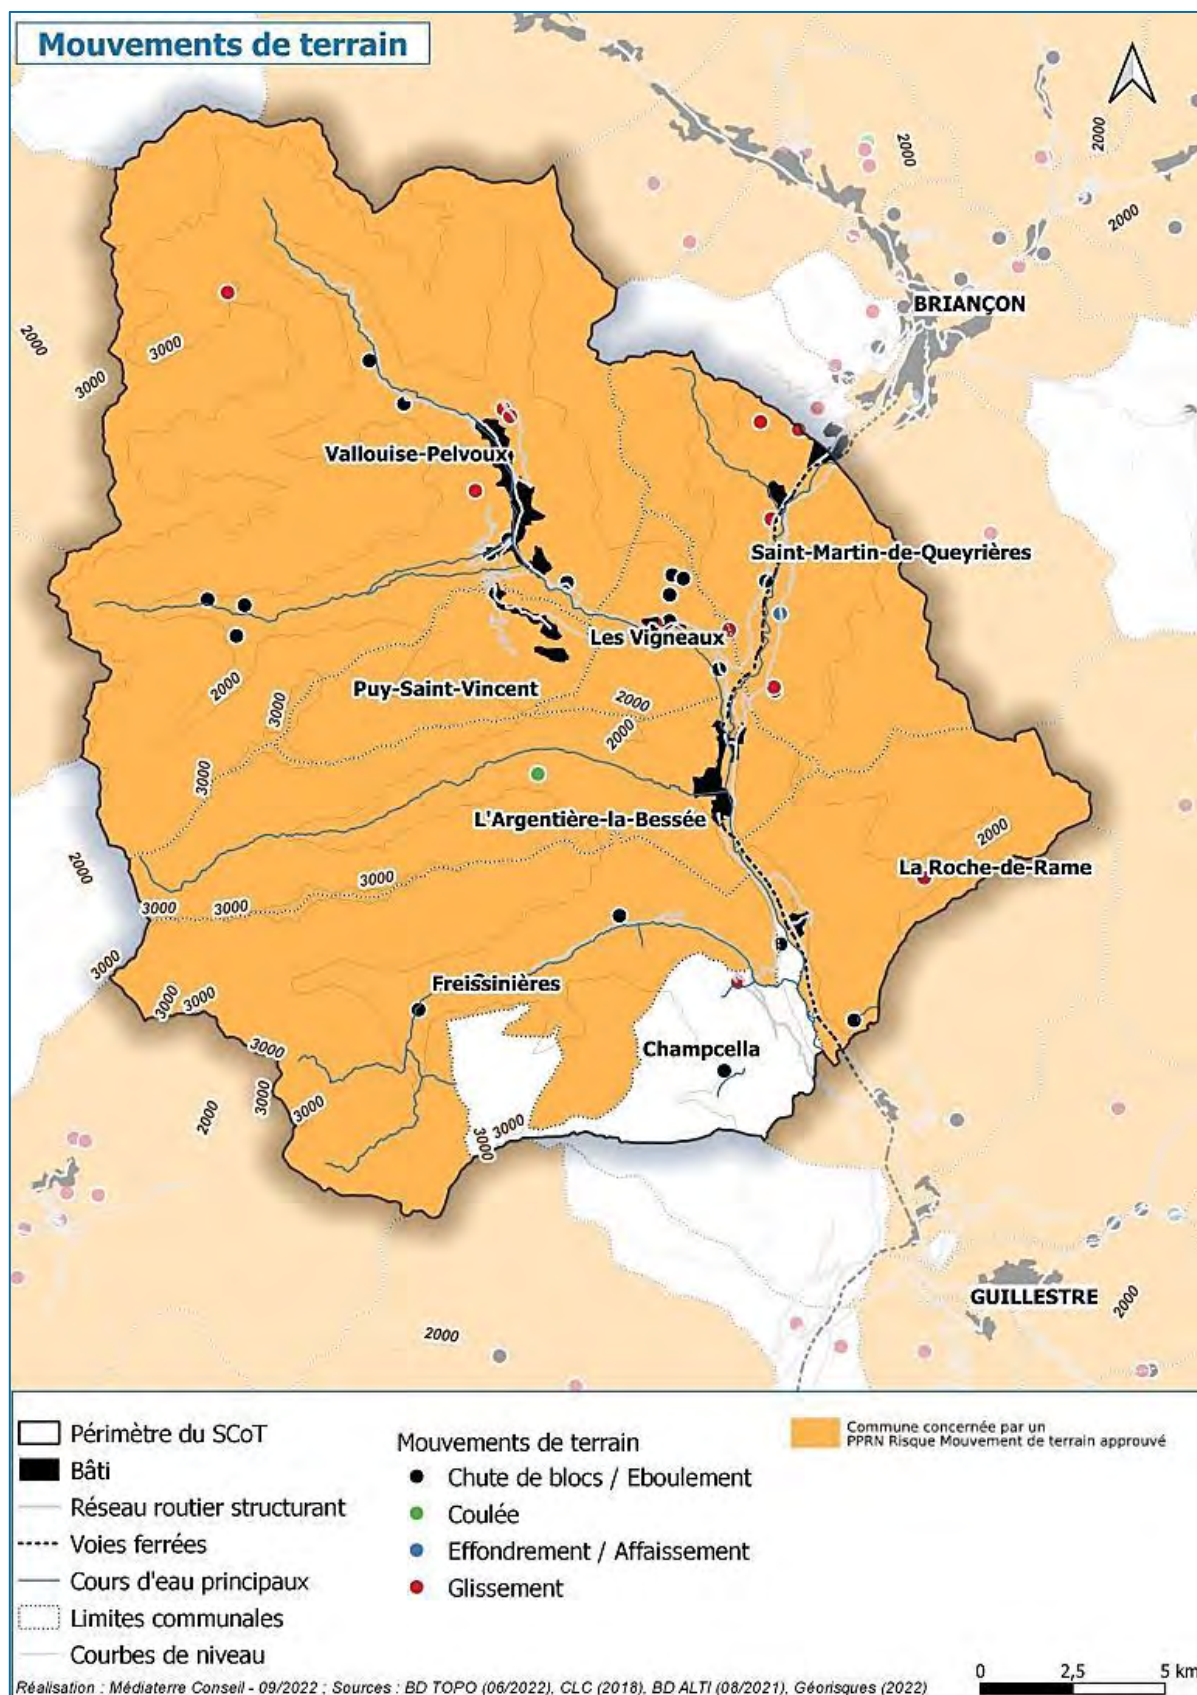 Mouvements de terrain
2000
2000
2000
BRIANÇON
2000
3000
3000
Vallouise-Pelvoux
Saint-Martin-de-Queyrières
Les Vigneaux
2000
Puy-Saint-Vincent
3000
2000
2000
3000
L'Argentière-la-Bessée
2000
2000
La Roche-de-Rame
3000
3000
3000
3000
Freissinières
3000
3000
3000
Champcella
3000
3000
2000
3000
3000
3000
GUILLESTRE
2000
2000
Périmètre du SCoT
Bâti
Réseau routier structurant
Voies ferrées
Cours d'eau principaux
Limites communales
Courbes de niveau
Mouvements de terrain
Chute de blocs / Eboulement
Coulée
Effondrement / Affaissement
Glissement
Commune concernée par un
PPRN Risque Mouvement de terrain approuvé
0 2,5 5 km
Réalisation : Médiaterre Conseil - 09/2022 ; Sources : BD TOPO (06/2022), CLC (2018), BD ALTI (08/2021), Géorisques (2022)